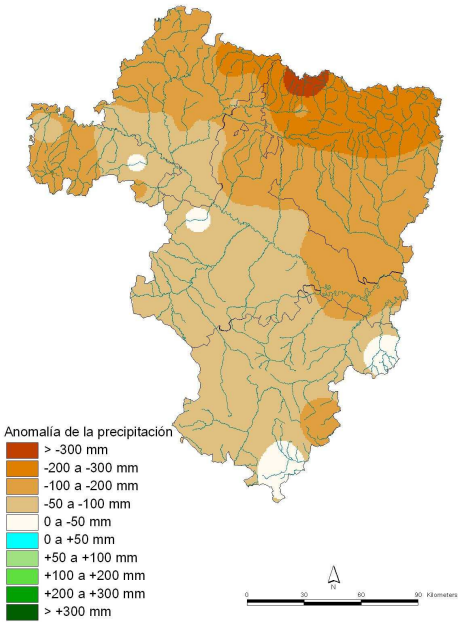 Anomalía de la precipitación
> -300 mm
-200 a -300 mm
-100 a -200 mm
-50 a -100 mm
0 a -50 mm
0 a +50 mm
+50 a +100 mm
+100 a +200 mm
+200 a +300 mm
> +300 mm
N
0 30 60 90 Kilometers